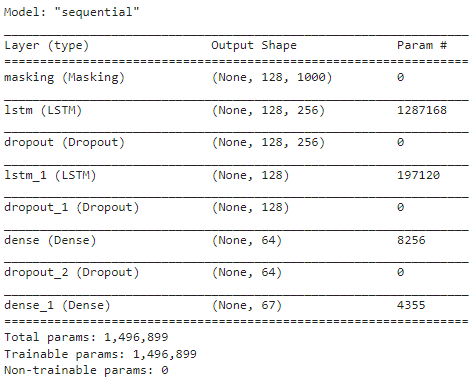 Model: "sequential"
Layer (type) Output Shape Param #
masking (Masking) (None, 128, 1000) 0
lstm (LSTM) (None, 128, 256) 1287168
dropout (Dropout) (None, 128, 256) 0
lstm_1 (LSTM) (None, 128) 197120
dropout_1 (Dropout) (None, 128) 0
dense (Dense) (None, 64) 8256
dropout_2 (Dropout) (None, 64) 0
dense_1 (Dense) (None, 67) 4355
Total params: 1,496,899
Trainable params: 1,496,899
Non-trainable params: 0